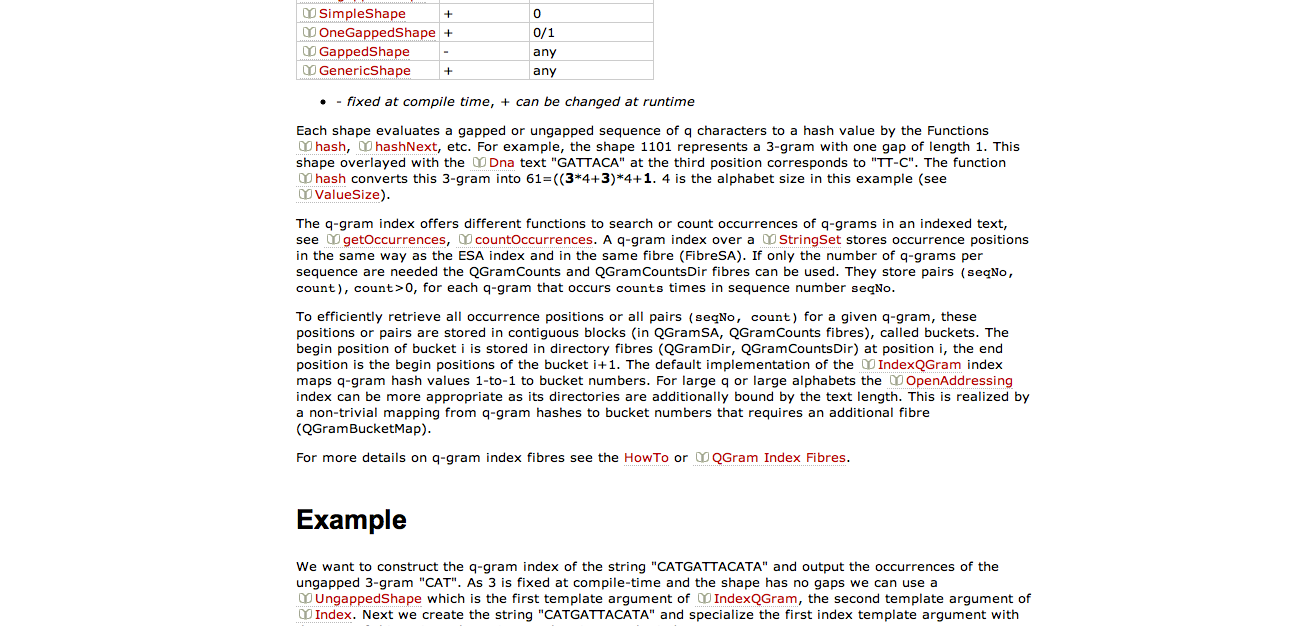 SimpleShape + 0
OneGappedShape + 0/1
GappedShape - any
GenericShape + any
• - fixed at compile time, + can be changed at runtime
Each shape evaluates a gapped or ungapped sequence of q characters to a hash value by the Functions
hash, hashNext, etc. For example, the shape 1101 represents a 3-gram with one gap of length 1. This
shape overlayed with the Dna text "GATTACA" at the third position corresponds to "TT-C". The function
hash converts this 3-gram into 61=((3*4+3)*4+1. 4 is the alphabet size in this example (see
ValueSize).
The q-gram index offers different functions to search or count occurrences of q-grams in an indexed text,
see getOccurrences, countOccurrences. A q-gram index over a StringSet stores occurrence positions
in the same way as the ESA index and in the same fibre (FibreSA). If only the number of q-grams per
sequence are needed the QGramCounts and QGramCountsDir fibres can be used. They store pairs (seqNo,
count), count>0, for each q-gram that occurs counts times in sequence number seqNo.
To efficiently retrieve all occurrence positions or all pairs (seqNo, count) for a given q-gram, these
positions or pairs are stored in contiguous blocks (in QGramSA, QGramCounts fibres), called buckets. The
begin position of bucket i is stored in directory fibres (QGramDir, QGramCountsDir) at position i, the end
position is the begin positions of the bucket i+1. The default implementation of the IndexQGram index
maps q-gram hash values 1-to-1 to bucket numbers. For large q or large alphabets the OpenAddressing
index can be more appropriate as its directories are additionally bound by the text length. This is realized by
a non-trivial mapping from q-gram hashes to bucket numbers that requires an additional fibre
(QGramBucketMap).
For more details on q-gram index fibres see the HowTo or QGram Index Fibres.
Example
We want to construct the q-gram index of the string "CATGATTACATA" and output the occurrences of the
ungapped 3-gram "CAT". As 3 is fixed at compile-time and the shape has no gaps we can use a
UngappedShape which is the first template argument of IndexQGram, the second template argument of
Index. Next we create the string "CATGATTACATA" and specialize the first index template argument with